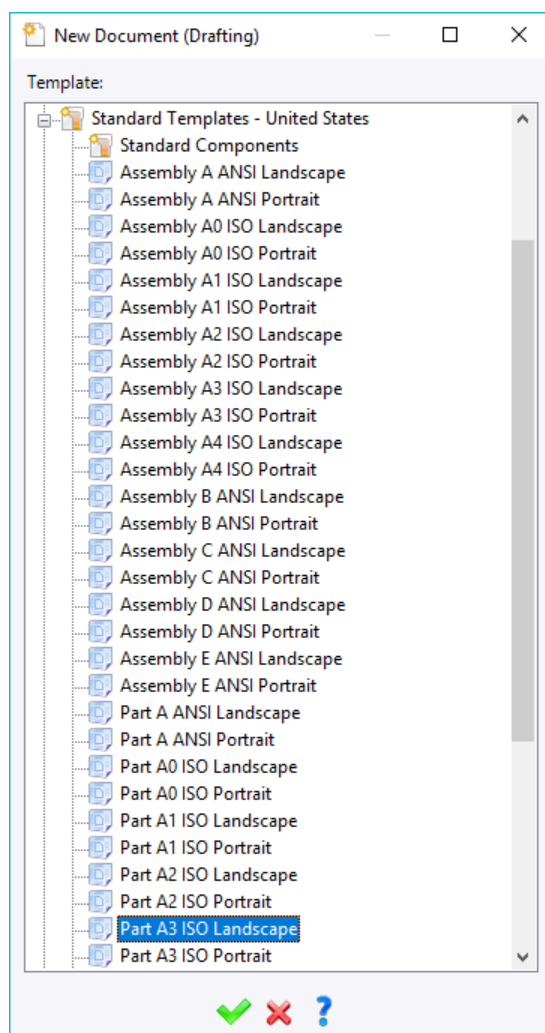 New Document (Drafting)
Template:
Standard Templates - United States
Standard Components
Assembly A ANSI Landscape
Assembly A ANSI Portrait
Assembly A0 ISO Landscape
Assembly A0 ISO Portrait
Assembly A1 ISO Landscape
Assembly A1 ISO Portrait
Assembly A2 ISO Landscape
Assembly A2 ISO Portrait
Assembly A3 ISO Landscape
Assembly A3 ISO Portrait
Assembly A4 ISO Landscape
Assembly A4 ISO Portrait
Assembly B ANSI Landscape
Assembly B ANSI Portrait
Assembly C ANSI Landscape
Assembly C ANSI Portrait
Assembly D ANSI Landscape
Assembly D ANSI Portrait
Assembly E ANSI Landscape
Assembly E ANSI Portrait
Part A ANSI Landscape
Part A ANSI Portrait
Part A0 ISO Landscape
Part A0 ISO Portrait
Part A1 ISO Landscape
Part A1 ISO Portrait
Part A2 ISO Landscape
Part A2 ISO Portrait
Part A3 ISO Landscape
Part A3 ISO Portrait